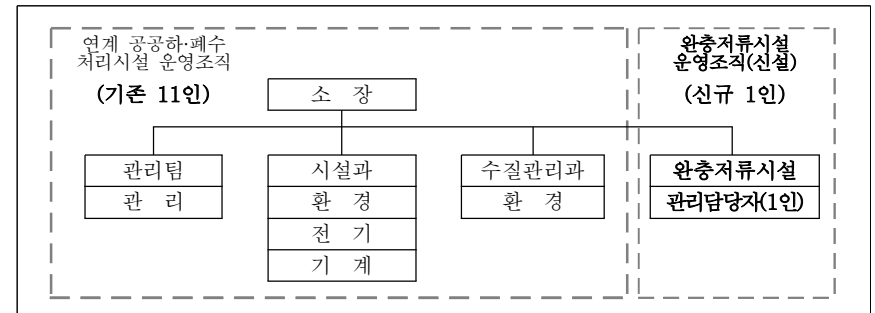 연계 공공하·폐수
처리시설 운영조직
(기존 11인)
완충저류시설
운영조직(신설)
(신규 1인)
소 장
관리팀
관 리
시설과
환 경
전 기
기 계
수질관리과
환 경
완충저류시설
관리담당자(1인)